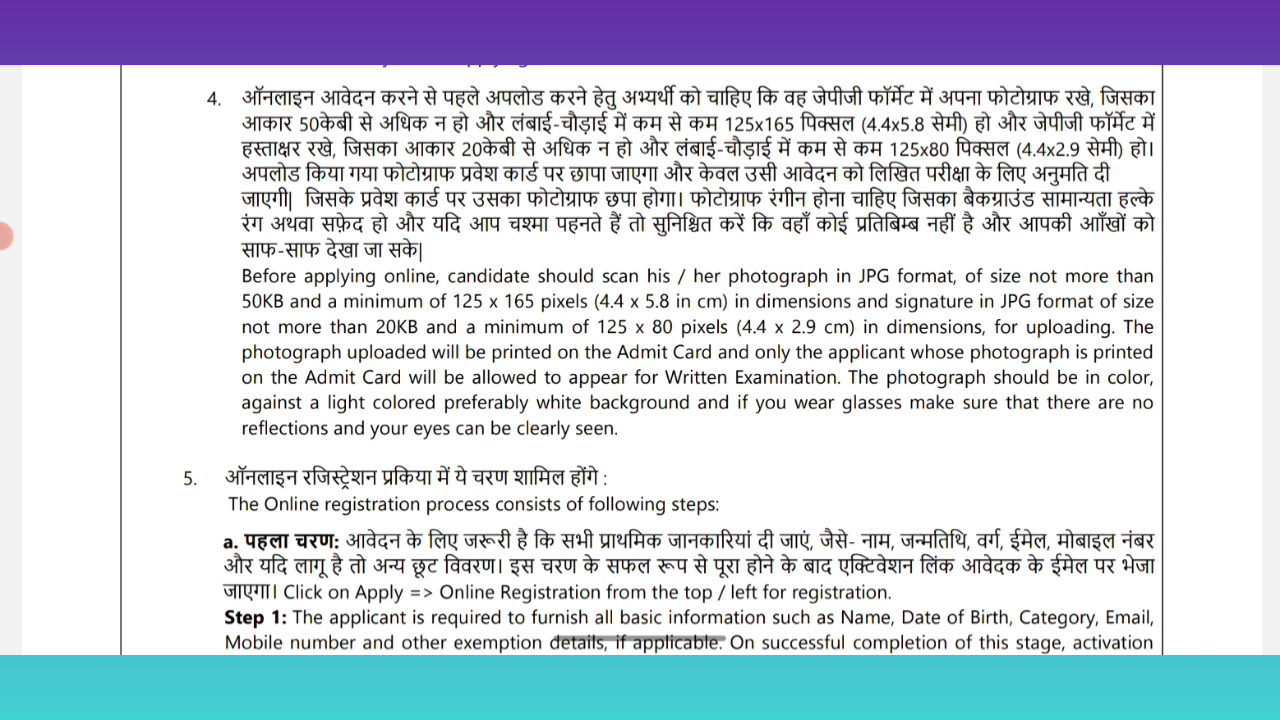 4. ऑनलाइन आवेदन करने से पहले अपलोड करने हेतु अभ्यर्थी को चाहिए कि वह जेपीजी फॉर्मेट में अपना फोटोग्राफ रखे, जिसका
आकार 50केबी से अधिक न हो और लंबाई-चौड़ाई में कम से कम 125x165 पिक्सल (4.4x5.8 सेमी) हो और जेपीजी फॉर्मेट में
हस्ताक्षर रखे, जिसका आकार 20केबी से अधिक न हो और लंबाई-चौड़ाई में कम से कम 125x80 पिक्सल (4.4x2.9 सेमी) हो।
अपलोड किया गया फोटोग्राफ प्रवेश कार्ड पर छापा जाएगा और केवल उसी आवेदन को लिखित परीक्षा के लिए अनुमति दी
जाएगी| जिसके प्रवेश कार्ड पर उसका फोटोग्राफ छपा होगा। फोटोग्राफ रंगीन होना चाहिए जिसका बैकग्राउंड सामान्यता हल्के
रंग अथवा सफ़ेद हो और यदि आप चश्मा पहनते हैं तो सुनिश्चित करें कि वहाँ कोई प्रतिबिम्ब नहीं है और आपकी आँखों को
साफ-साफ देखा जा सके|
Before applying online, candidate should scan his / her photograph in JPG format, of size not more than
50KB and a minimum of 125 x 165 pixels (4.4 x 5.8 in cm) in dimensions and signature in JPG format of size
not more than 20KB and a minimum of 125 x 80 pixels (4.4 x 2.9 cm) in dimensions, for uploading. The
photograph uploaded will be printed on the Admit Card and only the applicant whose photograph is printed
on the Admit Card will be allowed to appear for Written Examination. The photograph should be in color,
against a light colored preferably white background and if you wear glasses make sure that there are no
reflections and your eyes can be clearly seen.
5. ऑनलाइन रजिस्ट्रेशन प्रकिया में ये चरण शामिल होंगे :
The Online registration process consists of following steps:
a. पहला चरण: आवेदन के लिए जरूरी है कि सभी प्राथमिक जानकारियां दी जाएं, जैसे- नाम, जन्मतिथि, वर्ग, ईमेल, मोबाइल नंबर
और यदि लागू है तो अन्य छूट विवरण। इस चरण के सफल रूप से पूरा होने के बाद एक्टिवेशन लिंक आवेदक के ईमेल पर भेजा
जाएगा। Click on Apply => Online Registration from the top / left for registration.
Step 1: The applicant is required to furnish all basic information such as Name, Date of Birth, Category, Email,
Mobile number and other exemption details, if applicable. On successful completion of this stage, activation